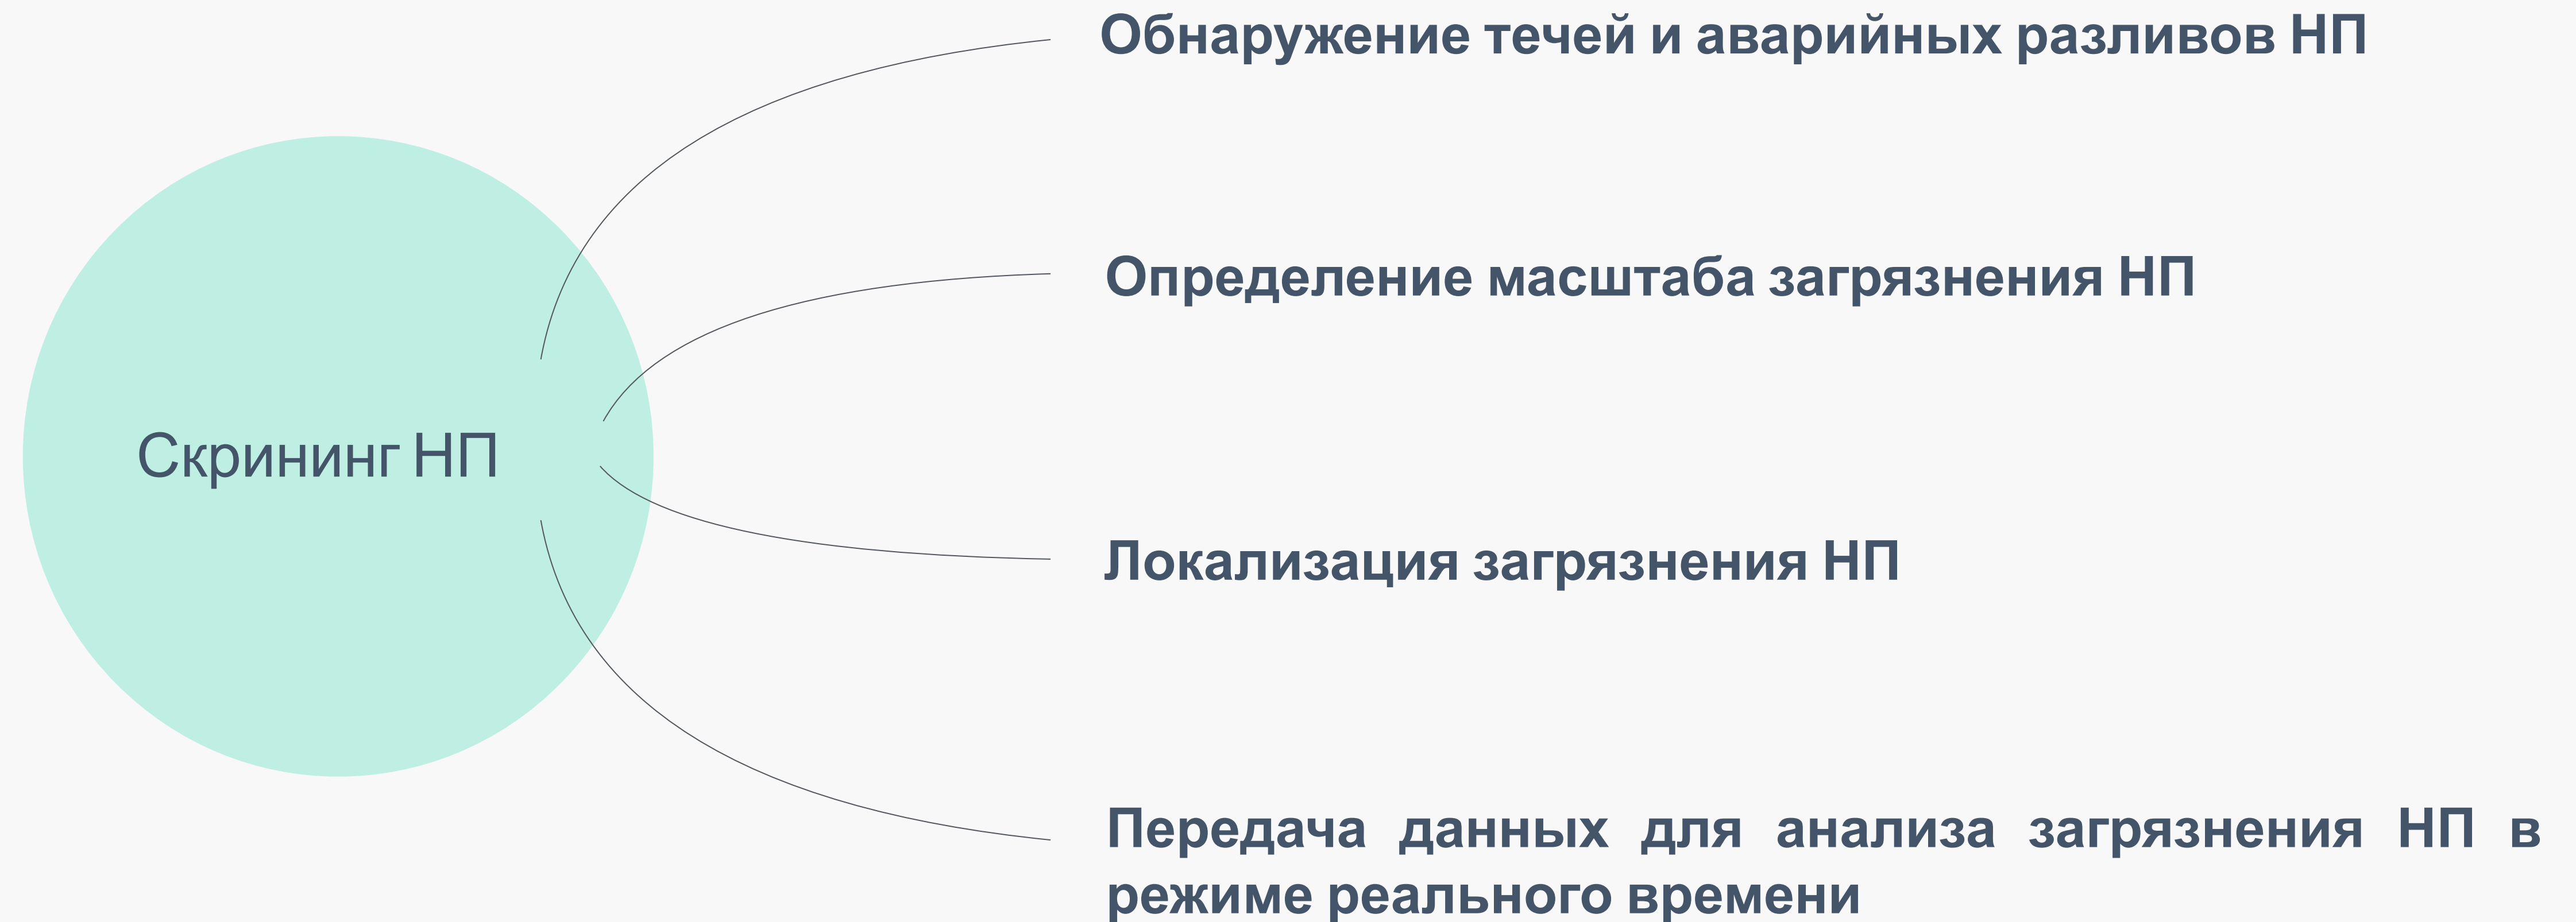 Обнаружение течей и аварийных разливов НП
Определение масштаба загрязнения НП
Скрининг НП
Локализация загрязнения НП
Передача данных для анализа загрязнения НП в
режиме реального времени